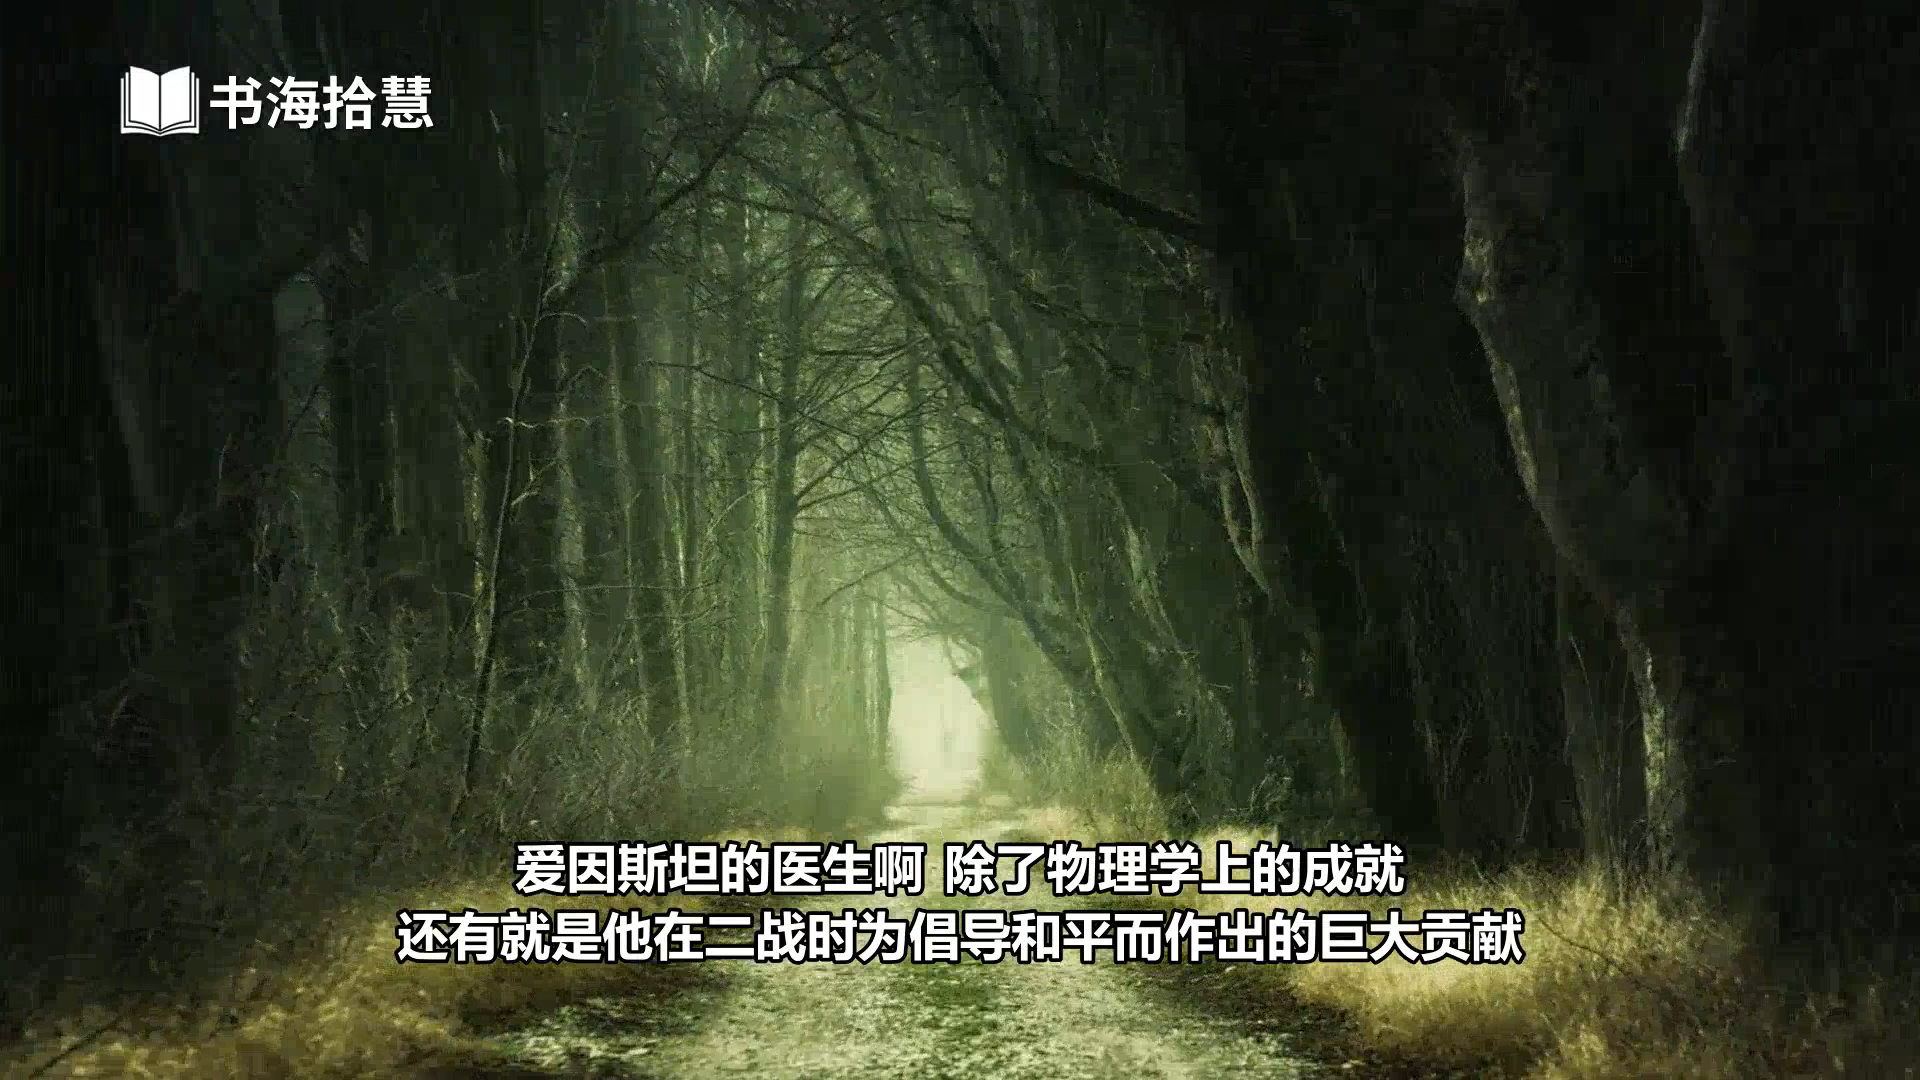 书海拾慧
爱因斯坦的医生啊 除了物理学上的成就
还有就是他在二战时为倡导和平而作出的巨大贡献